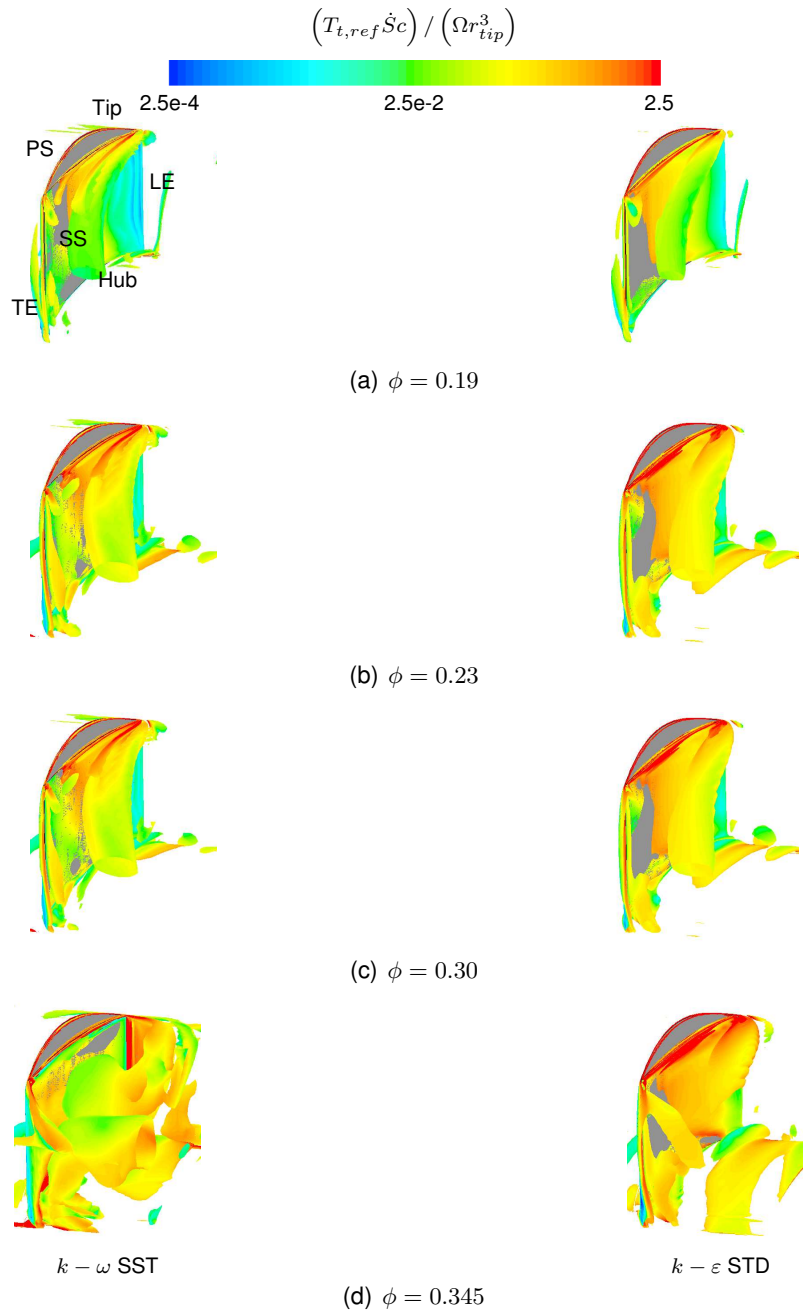 (T_{t,ref} Ṡc) / (Ωr³_{tip})
2.5e-4 2.5e-2 2.5
Tip
PS
LE
SS
Hub
TE
(a) ϕ = 0.19
(b) ϕ = 0.23
(c) ϕ = 0.30
k − ω SST k − ε STD
(d) ϕ = 0.345